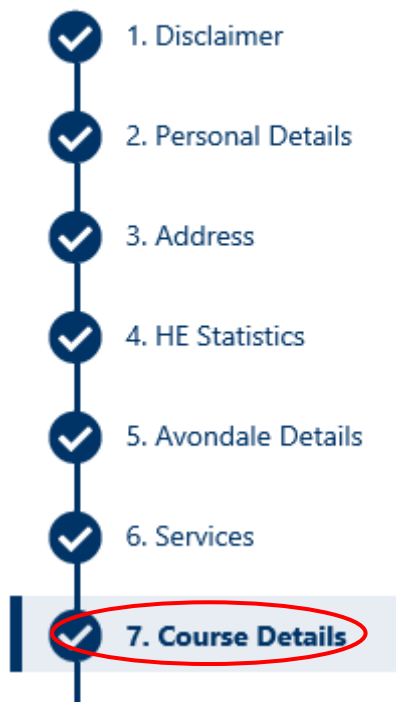 1. Disclaimer
2. Personal Details
3. Address
4. HE Statistics
5. Avondale Details
6. Services
7. Course Details